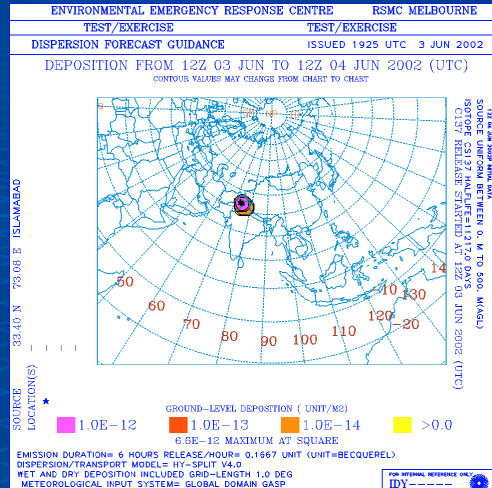 ENVIRONMENTAL EMERGENCY RESPONSE CENTRE RSMC MELBOURNE
TEST/EXERCISE TEST/EXERCISE
DISPERSION FORECAST GUIDANCE ISSUED 1925 UTC 3 JUN 2002
DEPOSITION FROM 12Z 03 JUN TO 12Z 04 JUN 2002 (UTC)
CONTOUR VALUES MAY CHANGE FROM CHART TO CHART
SOURCE LOCATION(S) 33.40 N 73.08 E ISLAMABAD
50
60
70
80
90
100
110
120
130
14
-10
-20
SOURCE UNIFORM BETWEEN 0. M TO 500. M(AGL)
ISOTOPE CS137 HALFLIFE=11217.0 DAYS
C137 RELEASE STARTED AT 12Z 03 JUN 2002 (UTC)
GROUND-LEVEL DEPOSITION ( UNIT/M2)
1.0E-12 1.0E-13 1.0E-14 >0.0
6.6E-12 MAXIMUM AT SQUARE
EMISSION DURATION= 6 HOURS RELEASE/HOUR= 0.1667 UNIT (UNIT=BECQUEREL)
DISPERSION/TRANSPORT MODEL= HY-SPLIT V4.0
WET AND DRY DEPOSITION INCLUDED GRID-LENGTH 1.0 DEG
METEOROLOGICAL INPUT SYSTEM= GLOBAL DOMAIN GASP
FOR INTERNAL REFERENCE ONLY
IDY-----